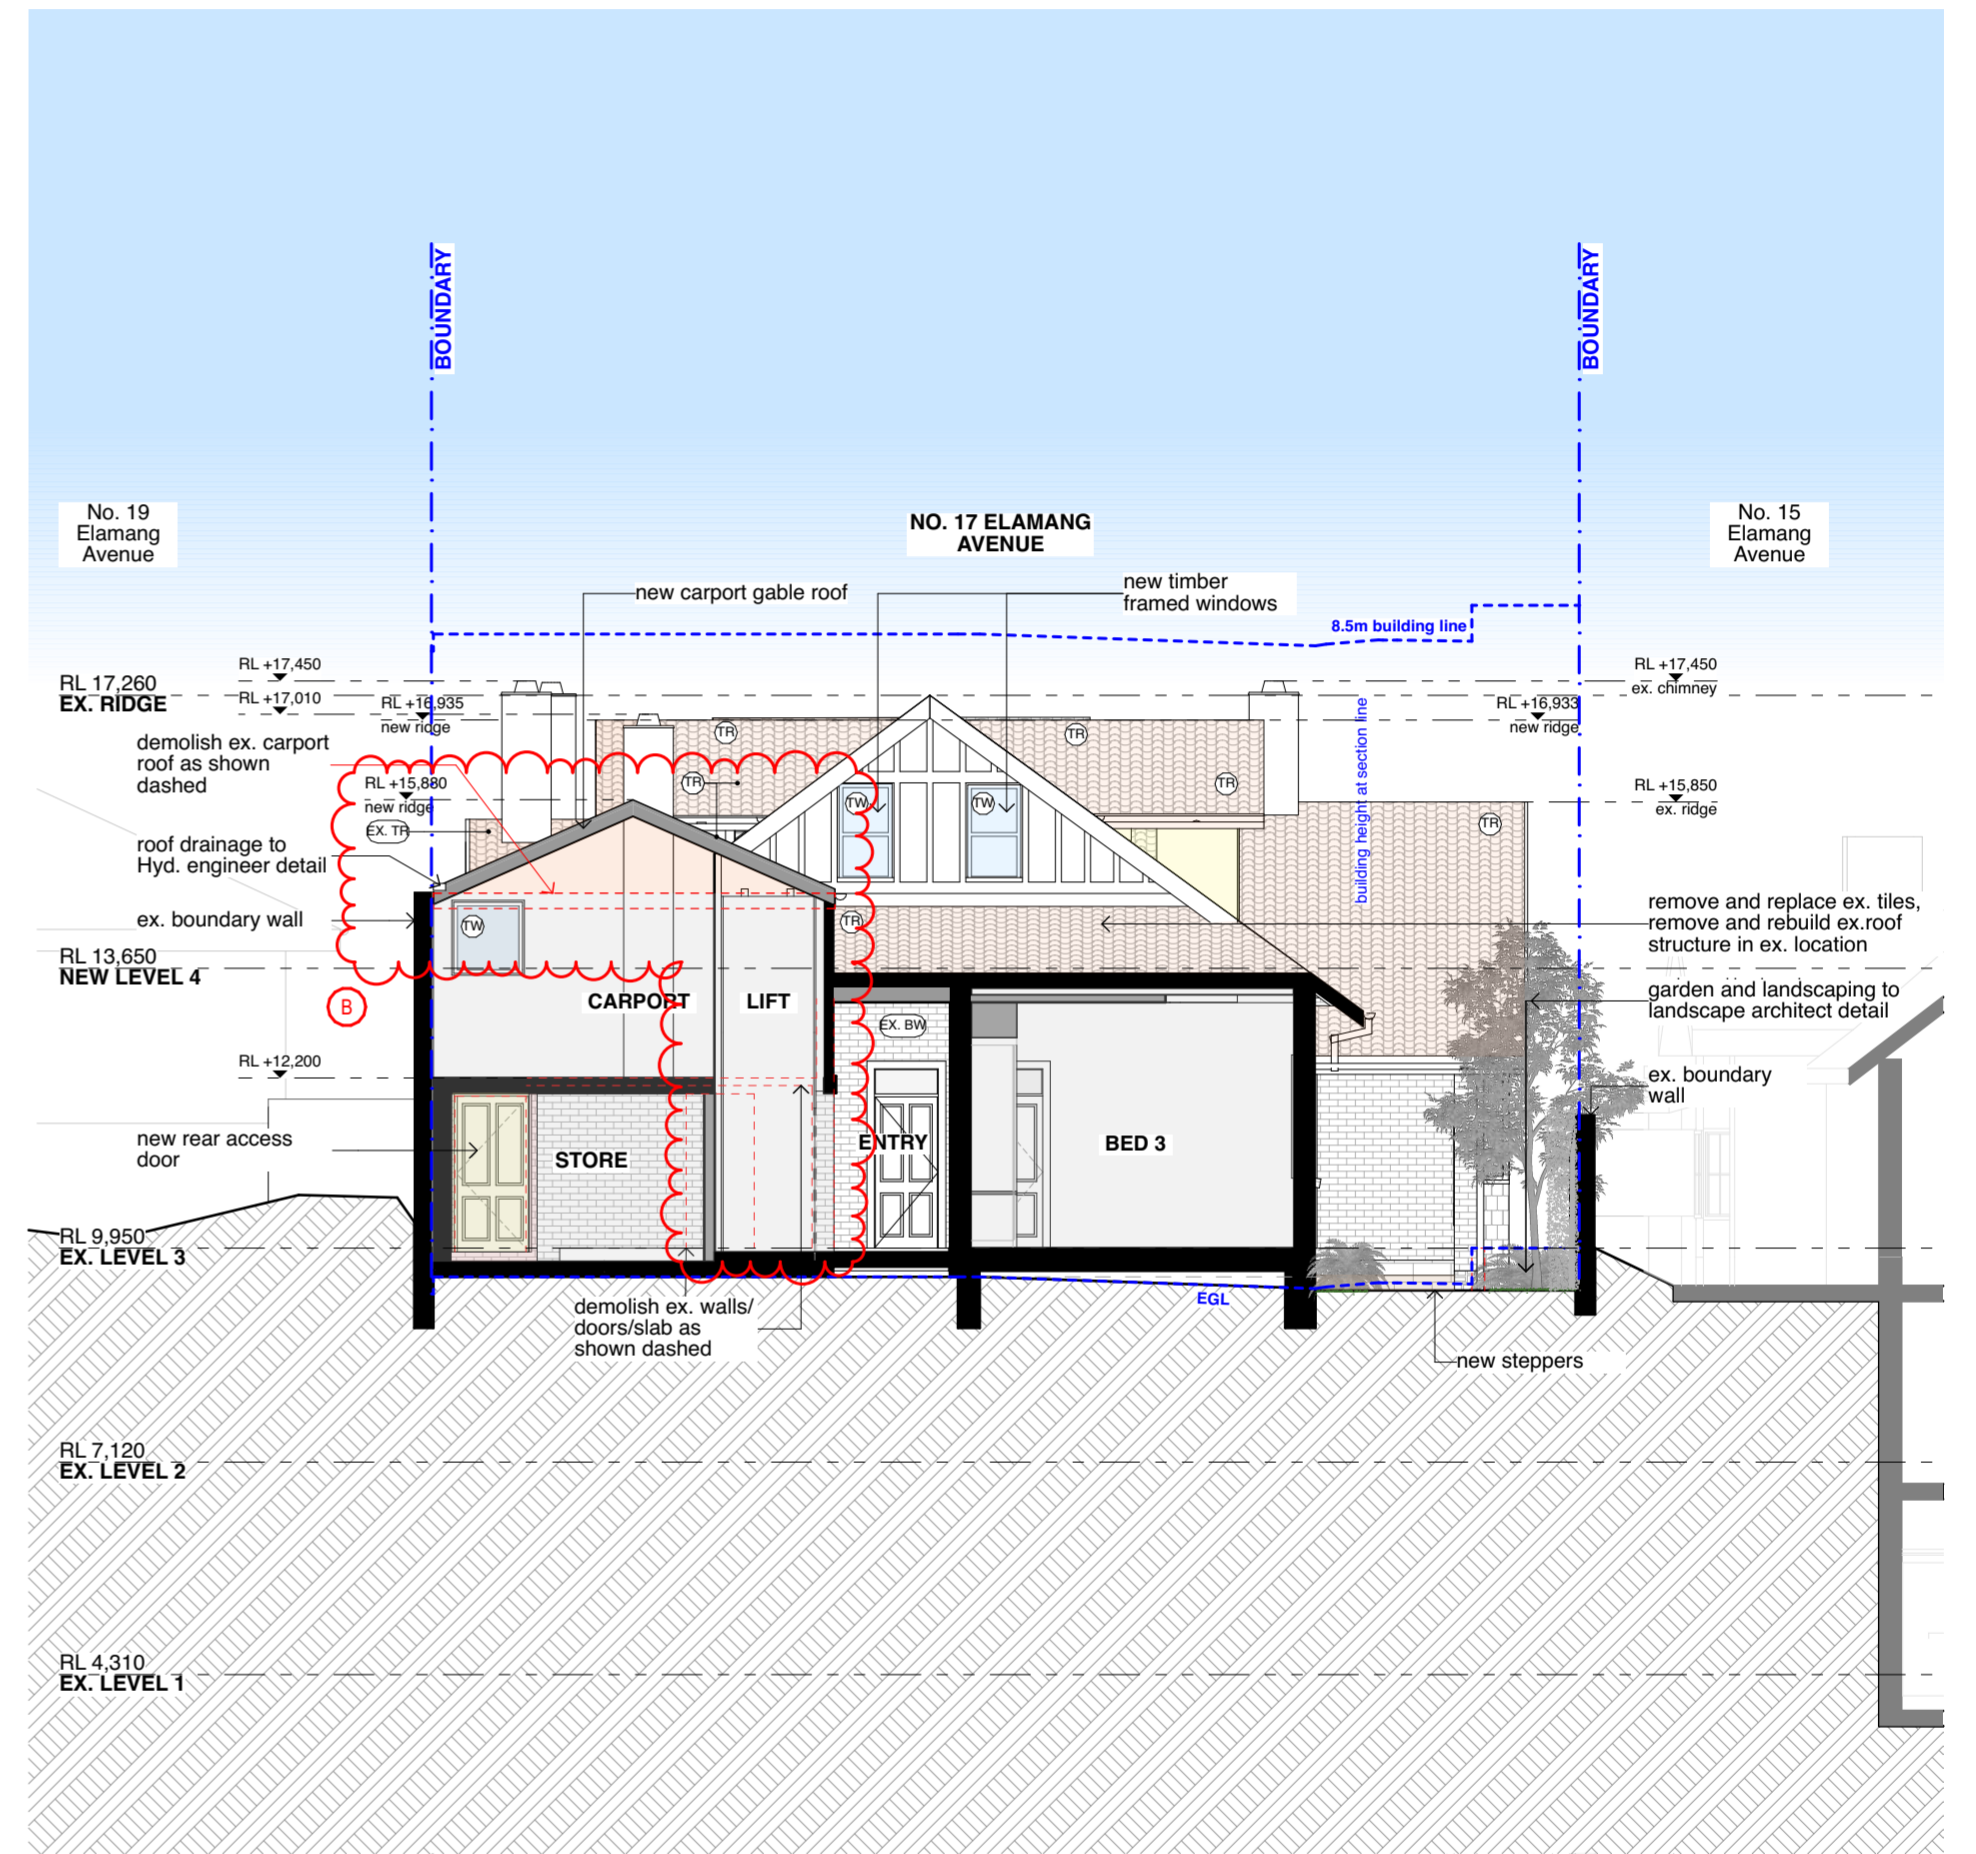 BOUNDARY
BOUNDARY
No. 19
Elamang
Avenue
NO. 17 ELAMANG
AVENUE
No. 15
Elamang
Avenue
new carport gable roof
new timber
framed windows
8.5m building line
RL 17,260
EX. RIDGE
RL +17,450
RL +17,010
RL +16,935
new ridge
RL +17,450
ex. chimney
RL +16,933
new ridge
demolish ex. carport
roof as shown
dashed
TR
TR
TR
TR
RL +15,880
new ridge
RL +15,850
ex. ridge
TW
TW
EX. TR
TR
building height at section line
roof drainage to
Hyd. engineer detail
ex. boundary wall
TW
TR
remove and replace ex. tiles,
remove and rebuild ex.roof
structure in ex. location
RL 13,650
NEW LEVEL 4
B
CARPORT
LIFT
EX. BW
garden and landscaping to
landscape architect detail
RL +12,200
ex. boundary
wall
new rear access
door
STORE
ENTRY
BED 3
RL 9,950
EX. LEVEL 3
EGL
demolish ex. walls/
doors/slab as
shown dashed
new steppers
RL 7,120
EX. LEVEL 2
RL 4,310
EX. LEVEL 1